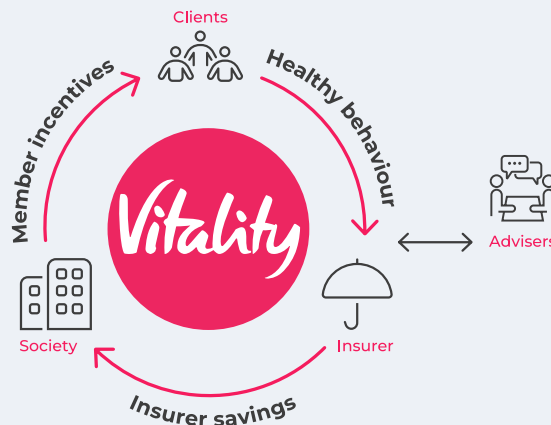 Clients
Member incentives
Healthy behaviour
Vitality
Advisers
Society
Insurer
Insurer savings